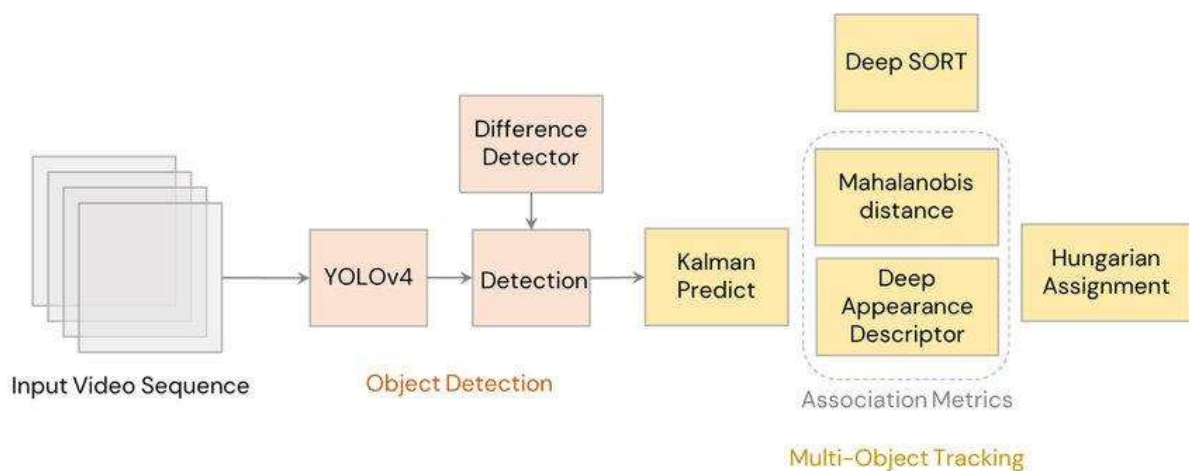 Deep SORT
Difference
Detector
Mahalanobis
distance
YOLOv4
Detection
Kalman
Predict
Deep
Appearance
Descriptor
Hungarian
Assignment
Input Video Sequence
Object Detection
Association Metrics
Multi-Object Tracking